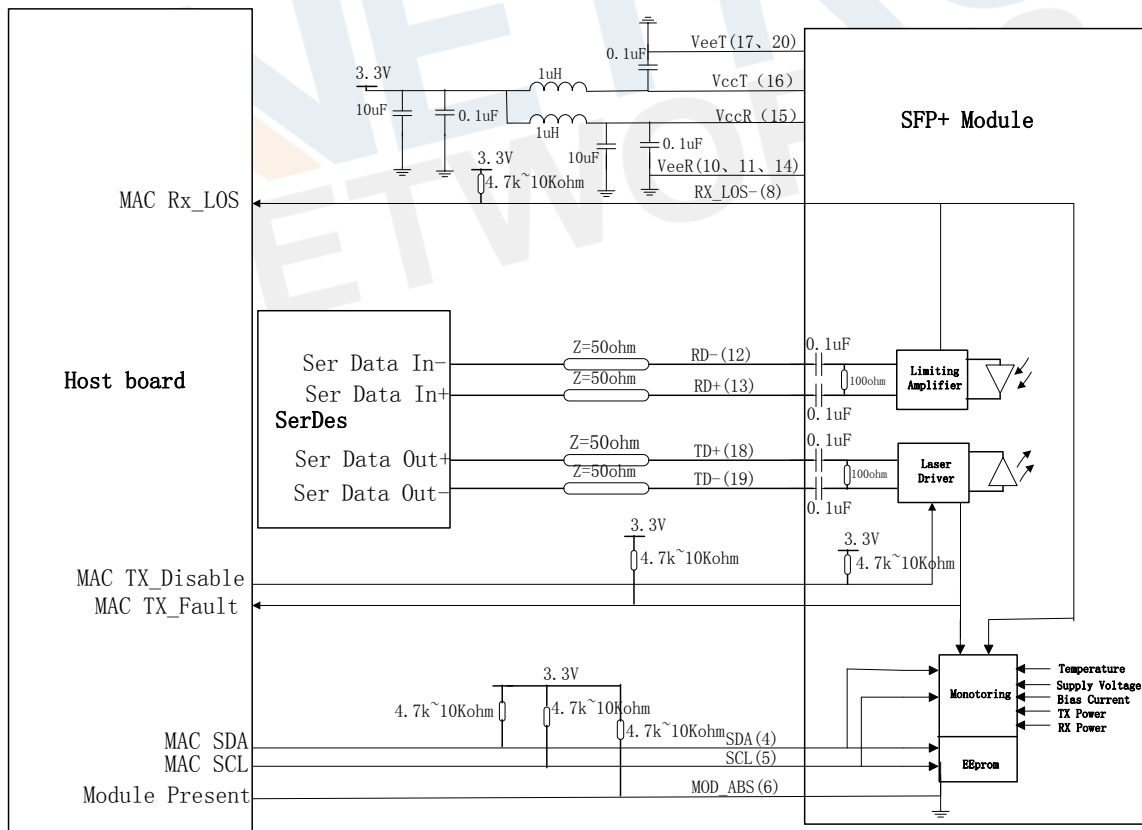 VeeT(17、20)
0.1uF
3.3V
1uH
VccT (16)
10uF
0.1uF
VccR (15)
SFP+ Module
1uH
10uF
0.1uF
3.3V
VeeR(10、11、14)
4.7k~10Kohm
RX_LOS-(8)
MAC Rx_LOS
0.1uF
Ser Data In-
Z=50ohm
RD-(12)
Limiting
Amplifier
100ohm
Host board
Ser Data In+
Z=50ohm
RD+(13)
0.1uF
SerDes
0.1uF
Ser Data Out+
Z=50ohm
TD+(18)
Laser
Driver
100ohm
Ser Data Out-
Z=50ohm
TD-(19)
0.1uF
3.3V
3.3V
4.7k~10Kohm
4.7k~10Kohm
MAC TX_Disable
MAC TX_Fault
Temperature
3.3V
Monotoring
Supply Voltage
Bias Current
4.7k~10Kohm
4.7k~10Kohm
TX Power
4.7k~10Kohm
RX Power
MAC SDA
SDA(4)
MAC SCL
SCL(5)
EEprom
Module Present
MOD_ABS(6)
NETWOR